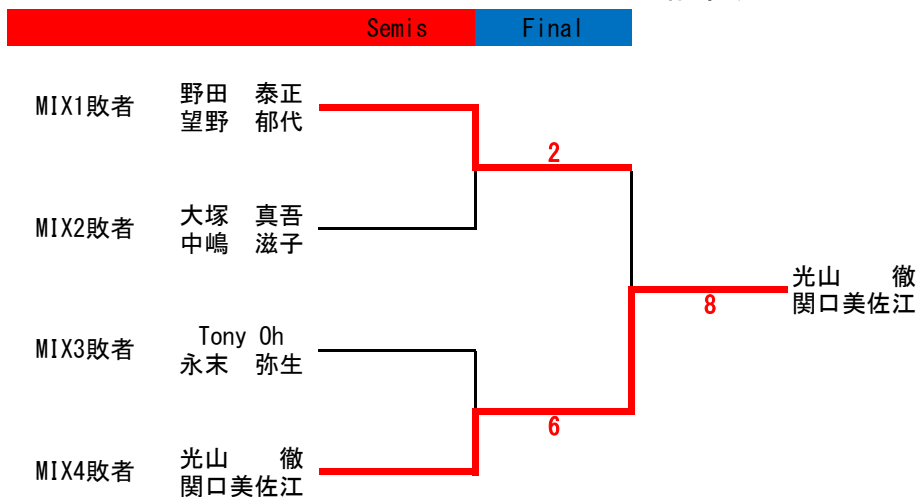 Semis Final
MIX1敗者 野田　泰正
望野　郁代
2
MIX2敗者 大塚　真吾
中嶋　滋子
光山　　徹
関口美佐江
8
MIX3敗者 Tony Oh
永末　弥生
6
MIX4敗者 光山　　徹
関口美佐江